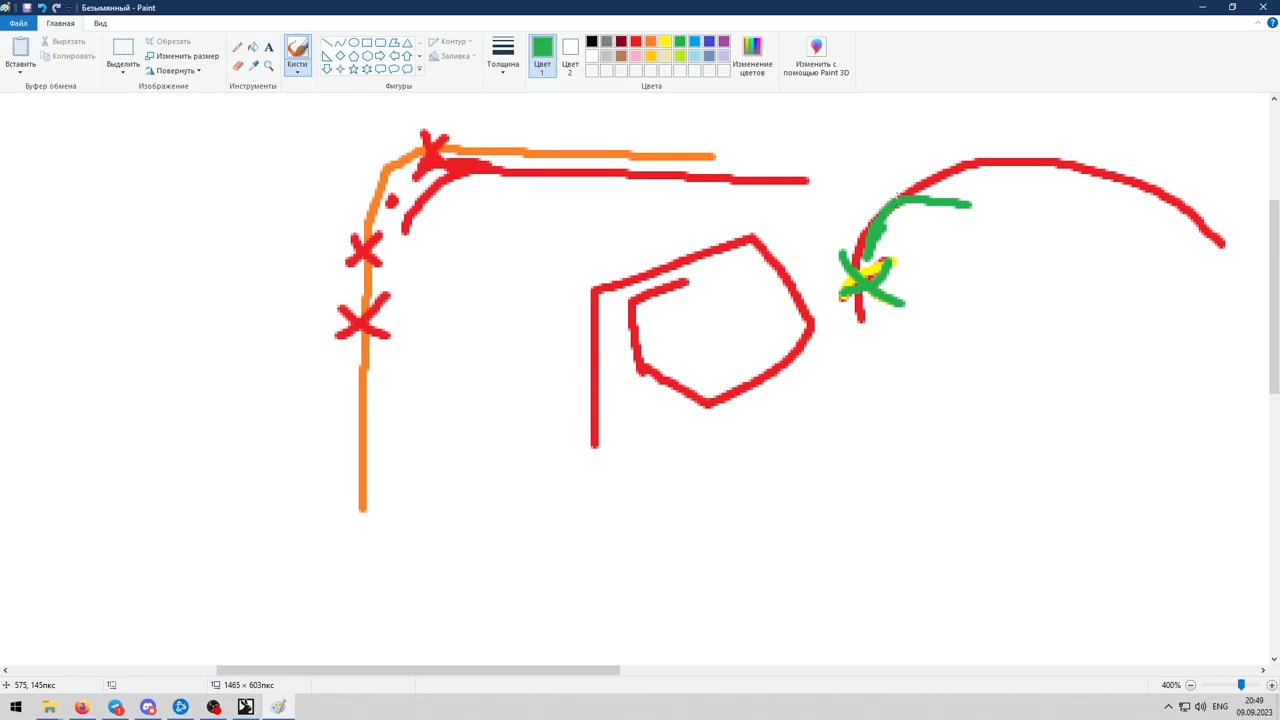 Безымянный - Paint
Файл
Главная
Вид
Вставить
Вырезать
Копировать
Буфер обмена
Выделить
Обрезать
Изменить размер
Повернуть
Изображение
Инструменты
Кисти
Контур
Заливка
Фигуры
Толщина
Цвет
1
Цвет
2
Изменение
цветов
Цвета
Изменить с
помощью Paint 3D
575, 145пкс
1465 × 603пкс
400%
ENG
20:49
09.09.2023